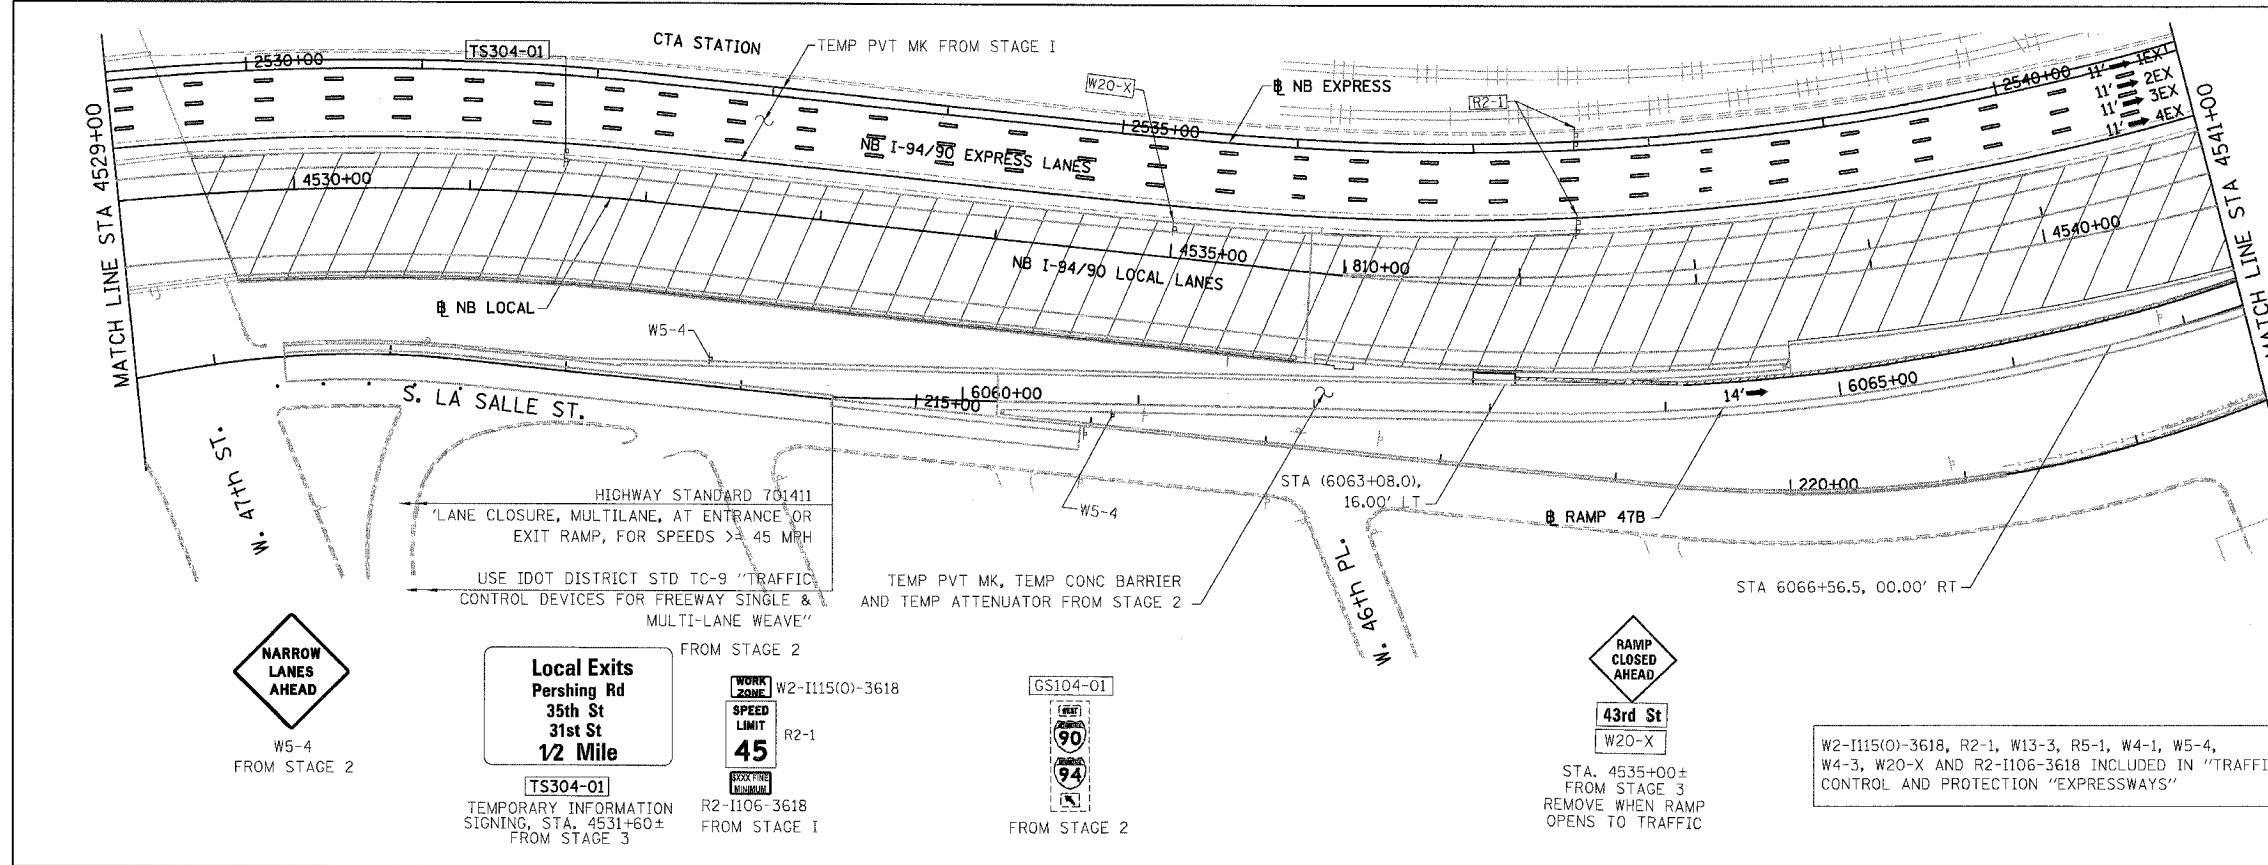 CTA STATION
TEMP PVT MK FROM STAGE I
TS304-01
2530+00
W20-X
℄ NB EXPRESS
R2-1
2540+00
11' 1EX
11' 2EX
11' 3EX
11' 4EX
2535+00
NB I-94/90 EXPRESS LANES
MATCH LINE STA 4529+00
MATCH LINE STA 4541+00
4530+00
4535+00
4540+00
810+00
NB I-94/90 LOCAL LANES
℄ NB LOCAL
W5-4
S. LA SALLE ST.
6060+00
215+00
14'
6065+00
W. 47th ST.
HIGHWAY STANDARD 701411
"LANE CLOSURE, MULTILANE, AT ENTRANCE OR
EXIT RAMP, FOR SPEEDS >= 45 MPH
USE IDOT DISTRICT STD TC-9 "TRAFFIC
CONTROL DEVICES FOR FREEWAY SINGLE &
MULTI-LANE WEAVE"
FROM STAGE 2
W5-4
STA (6063+08.0),
16.00' LT
220+00
℄ RAMP 47B
TEMP PVT MK, TEMP CONC BARRIER
AND TEMP ATTENUATOR FROM STAGE 2
W. 46th PL.
STA 6066+56.5, 00.00' RT
NARROW
LANES
AHEAD
W5-4
FROM STAGE 2
Local Exits
Pershing Rd
35th St
31st St
1/2 Mile
TS304-01
TEMPORARY INFORMATION
SIGNING, STA. 4531+60±
FROM STAGE 3
WORK
ZONE
W2-I115(O)-3618
SPEED
LIMIT
45
R2-1
$XXX FINE
MINIMUM
R2-I106-3618
FROM STAGE I
GS104-01
WEST
90
94
FROM STAGE 2
RAMP
CLOSED
AHEAD
43rd St
W20-X
STA. 4535+00±
FROM STAGE 3
REMOVE WHEN RAMP
OPENS TO TRAFFIC
W2-I115(O)-3618, R2-1, W13-3, R5-1, W4-1, W5-4,
W4-3, W20-X AND R2-I106-3618 INCLUDED IN "TRAFFI
CONTROL AND PROTECTION "EXPRESSWAYS"